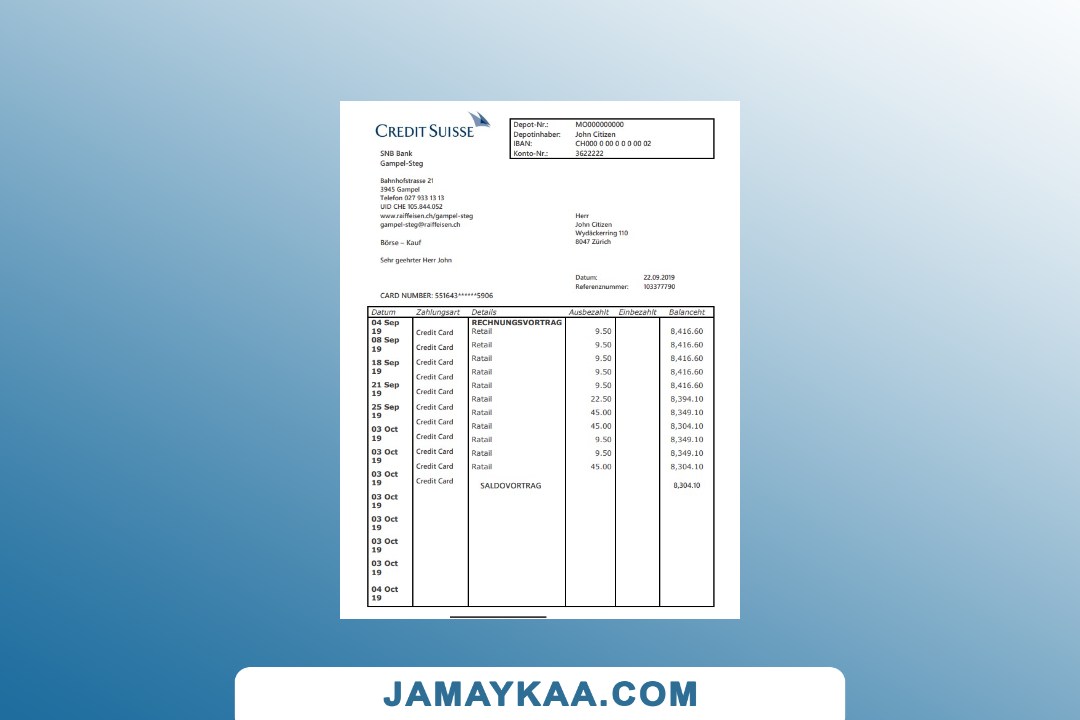 CREDIT SUISSE
Depot-Nr.: MO000000000
Depotinhaber: John Citizen
IBAN: CH000 0 00 0 0 0 00 02
Konto-Nr.: 3622222
SNB Bank
Gampel-Steg
Bahnhofstrasse 21
3945 Gampel
Telefon 027 933 13 13
UID CHE 105.844.052
www.raiffeisen.ch/gampel-steg
gampel-steg@raiffeisen.ch
Herr
John Citizen
Wydäckerring 110
8047 Zürich
Börse – Kauf
Sehr geehrter Herr John
Datum: 22.09.2019
Referenznummer: 103377790
CARD NUMBER: 551643******5906
Datum Zahlungsart Details Ausbezahlt Einbezahlt Balanceht
04 Sep RECHNUNGSVORTRAG
19 Credit Card Retail 9.50 8,416.60
08 Sep
19 Credit Card Retail 9.50 8,416.60
18 Sep Credit Card Ratail 9.50 8,416.60
19 Credit Card Ratail 9.50 8,416.60
21 Sep
19 Credit Card Ratail 9.50 8,416.60
Ratail 22.50 8,394.10
25 Sep Credit Card
19 Ratail 45.00 8,349.10
Credit Card Ratail 45.00 8,304.10
03 Oct
19 Credit Card Ratail 9.50 8,349.10
03 Oct Credit Card Ratail 9.50 8,349.10
19 Credit Card Ratail 45.00 8,304.10
03 Oct
19 Credit Card SALDOVORTRAG 8,304.10
03 Oct
19
03 Oct
19
03 Oct
19
03 Oct
19
04 Oct
19
JAMAYKAA.COM